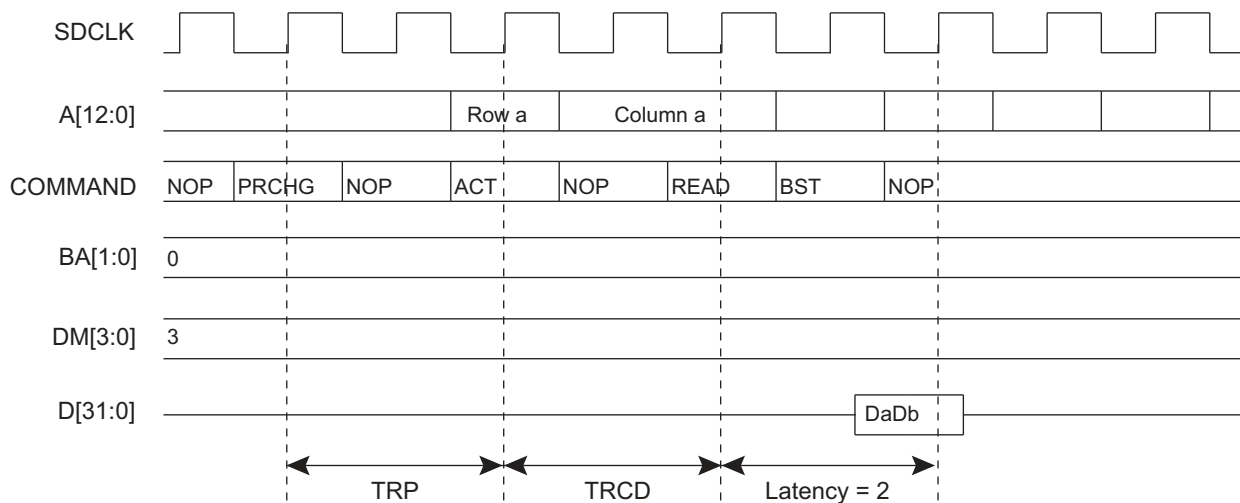 SDCLK
A[12:0] Row a Column a
COMMAND NOP PRCHG NOP ACT NOP READ BST NOP
BA[1:0] 0
DM[3:0] 3
D[31:0] DaDb
TRP TRCD Latency = 2